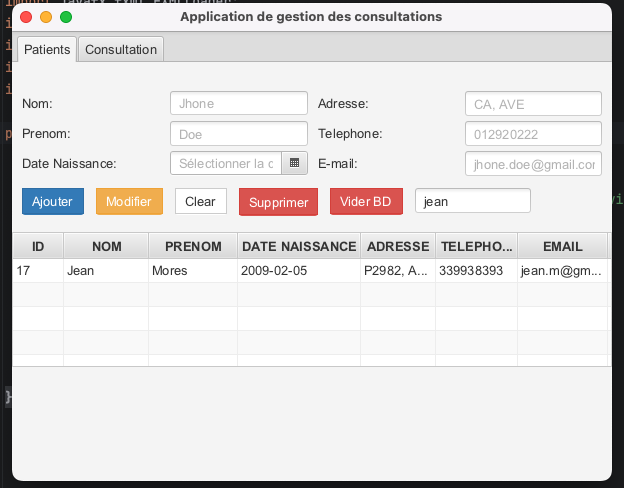 Application de gestion des consultations
Patients Consultation
Nom: Jhone Adresse: CA, AVE
Prenom: Doe Telephone: 012920222
Date Naissance: Sélectionner la d E-mail: jhone.doe@gmail.com
Ajouter Modifier Clear Supprimer Vider BD jean
ID NOM PRENOM DATE NAISSANCE ADRESSE TELEPHO... EMAIL
17 Jean Mores 2009-02-05 P2982, A... 339938393 jean.m@gm...
}